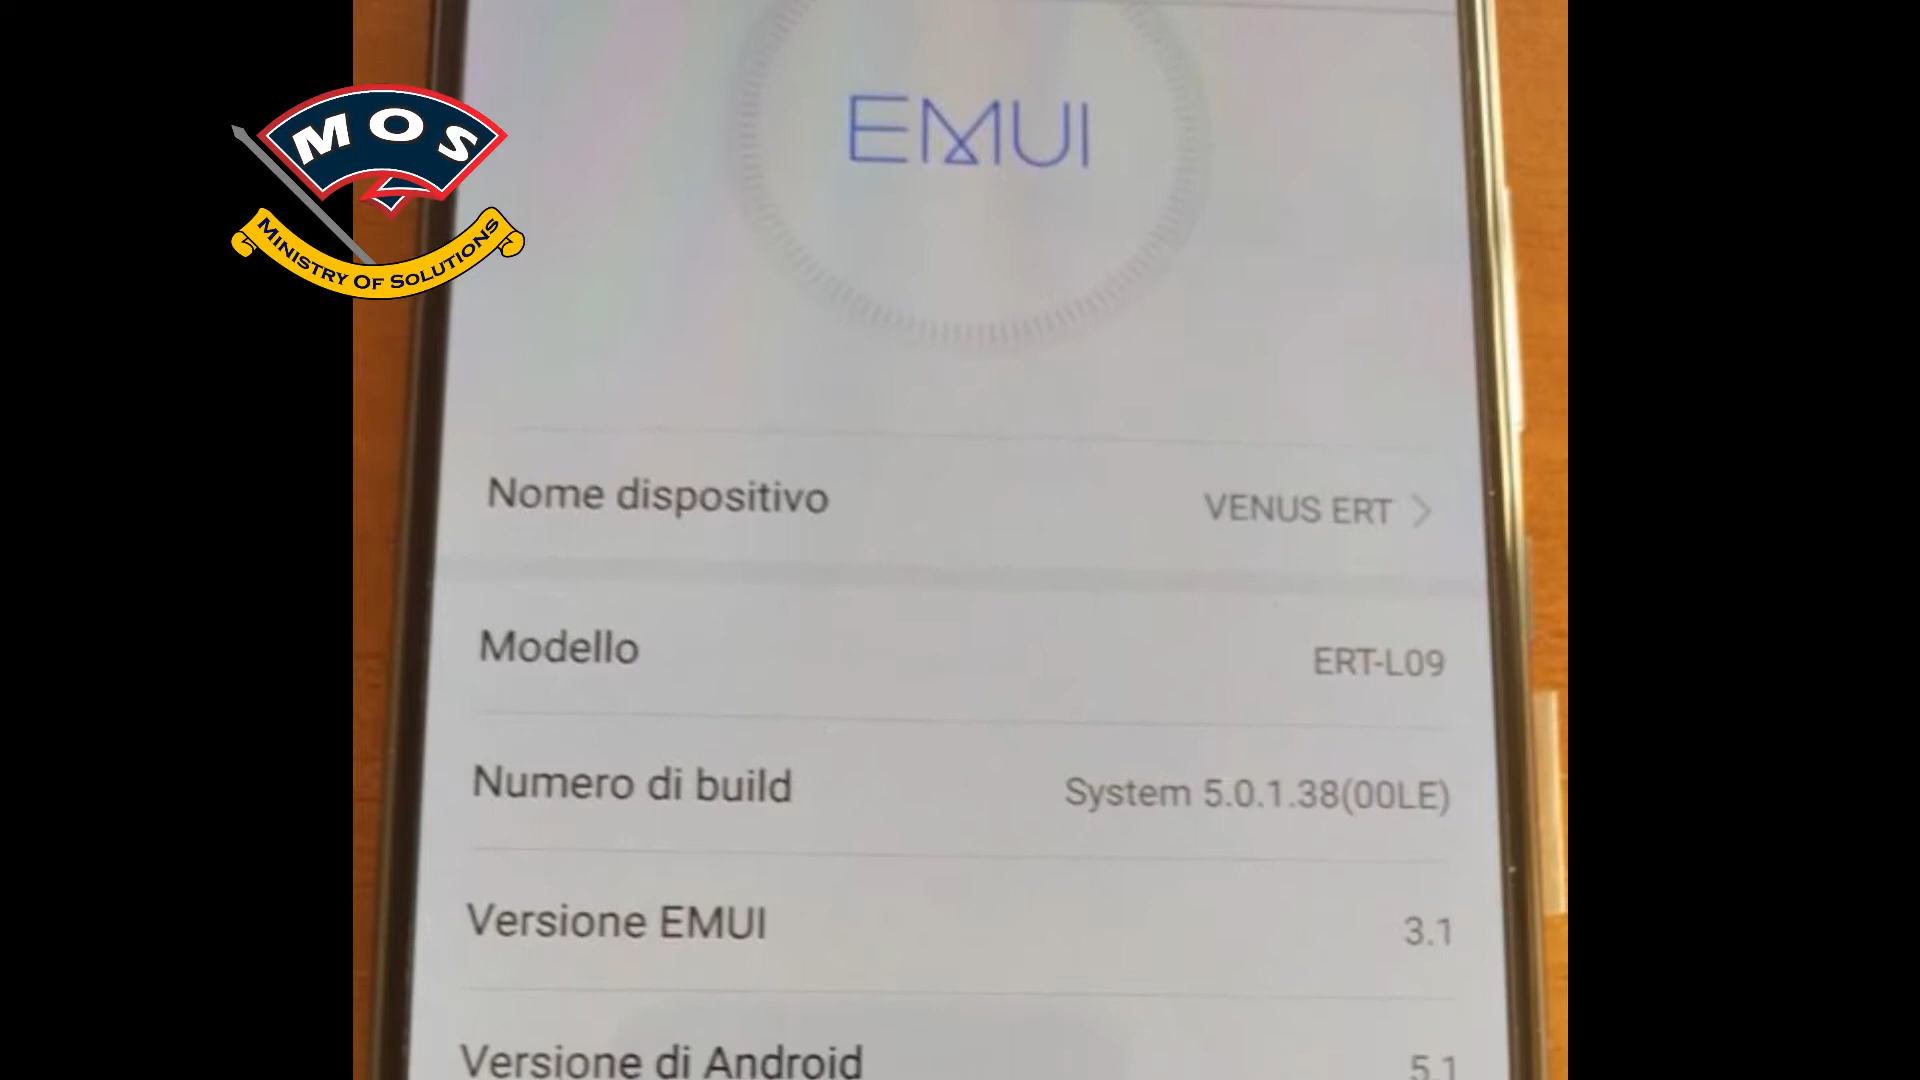 MOS
MINISTRY OF SOLUTIONS
EMUI
Nome dispositivo VENUS ERT
Modello ERT-L09
Numero di build System 5.0.1.38(00LE)
Versione EMUI 3.1
Versione di Android 5.1